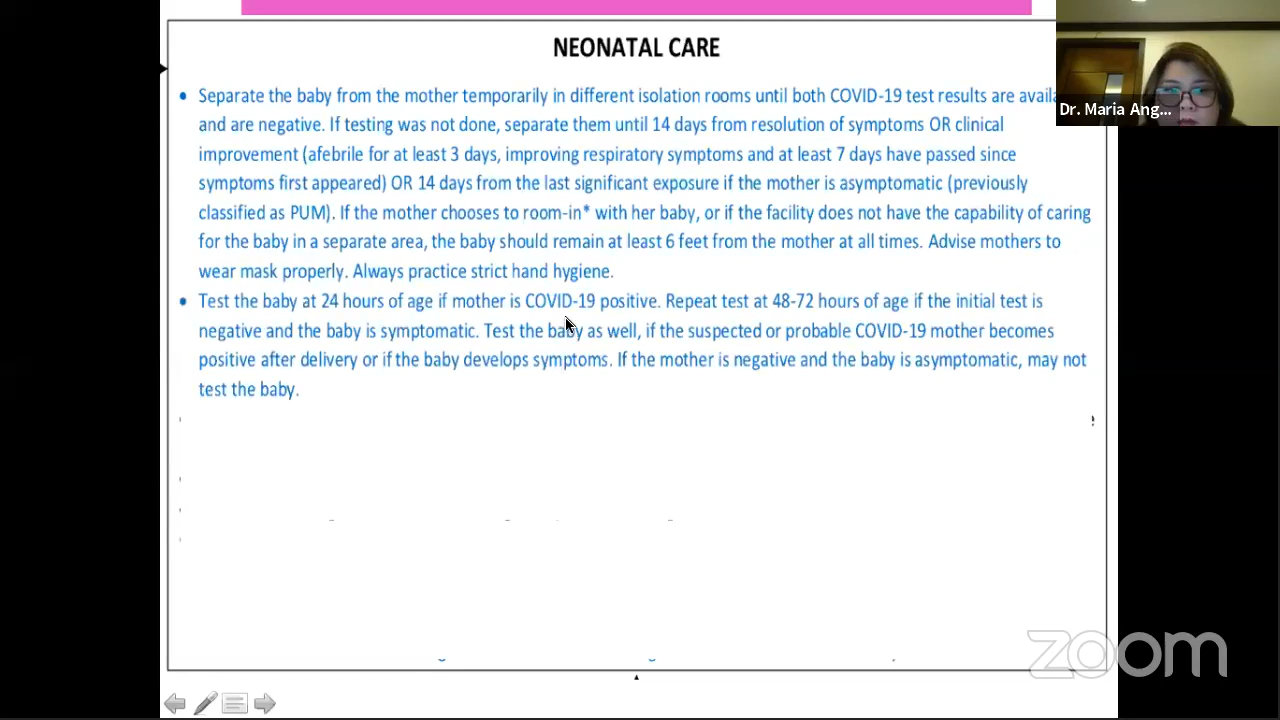 NEONATAL CARE
• Separate the baby from the mother temporarily in different isolation rooms until both COVID-19 test results are
and are negative. If testing was not done, separate them until 14 days from resolution of symptoms OR clinical
improvement (afebrile for at least 3 days, improving respiratory symptoms and at least 7 days have passed since
symptoms first appeared) OR 14 days from the last significant exposure if the mother is asymptomatic (previously
classified as PUM). If the mother chooses to room-in* with her baby, or if the facility does not have the capability of caring
for the baby in a separate area, the baby should remain at least 6 feet from the mother at all times. Advise mothers to
wear mask properly. Always practice strict hand hygiene.
• Test the baby at 24 hours of age if mother is COVID-19 positive. Repeat test at 48-72 hours of age if the initial test is
negative and the baby is symptomatic. Test the baby as well, if the suspected or probable COVID-19 mother becomes
positive after delivery or if the baby develops symptoms. If the mother is negative and the baby is asymptomatic, may not
test the baby.
Dr. Maria Ang...
zoom